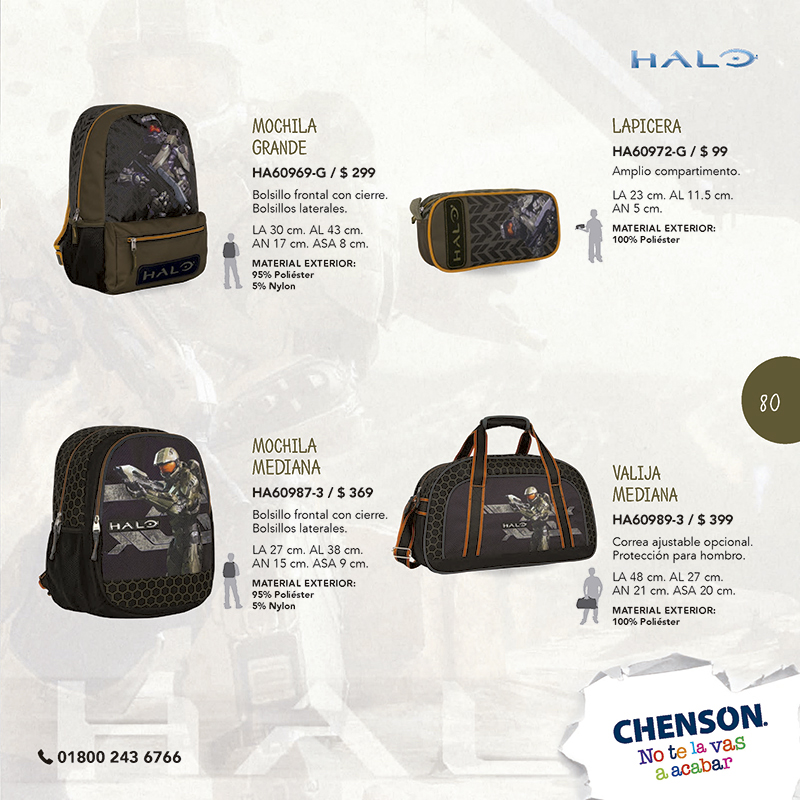 HALO
MOCHILA
GRANDE
HA60969-G / $ 299
Bolsillo frontal con cierre.
Bolsillos laterales.
LA 30 cm. AL 43 cm.
AN 17 cm. ASA 8 cm.
MATERIAL EXTERIOR:
95% Poliéster
5% Nylon
HALO
LAPICERA
HA60972-G / $ 99
Amplio compartimento.
LA 23 cm. AL 11.5 cm.
AN 5 cm.
MATERIAL EXTERIOR:
100% Poliéster
HALO
80
MOCHILA
MEDIANA
HA60987-3 / $ 369
Bolsillo frontal con cierre.
Bolsillos laterales.
LA 27 cm. AL 38 cm.
AN 15 cm. ASA 9 cm.
MATERIAL EXTERIOR:
95% Poliéster
5% Nylon
HALO
VALIJA
MEDIANA
HA60989-3 / $ 399
Correa ajustable opcional.
Protección para hombro.
LA 48 cm. AL 27 cm.
AN 21 cm. ASA 20 cm.
MATERIAL EXTERIOR:
100% Poliéster
HALO
01800 243 6766
CHENSON.
No te la vas
a acabar